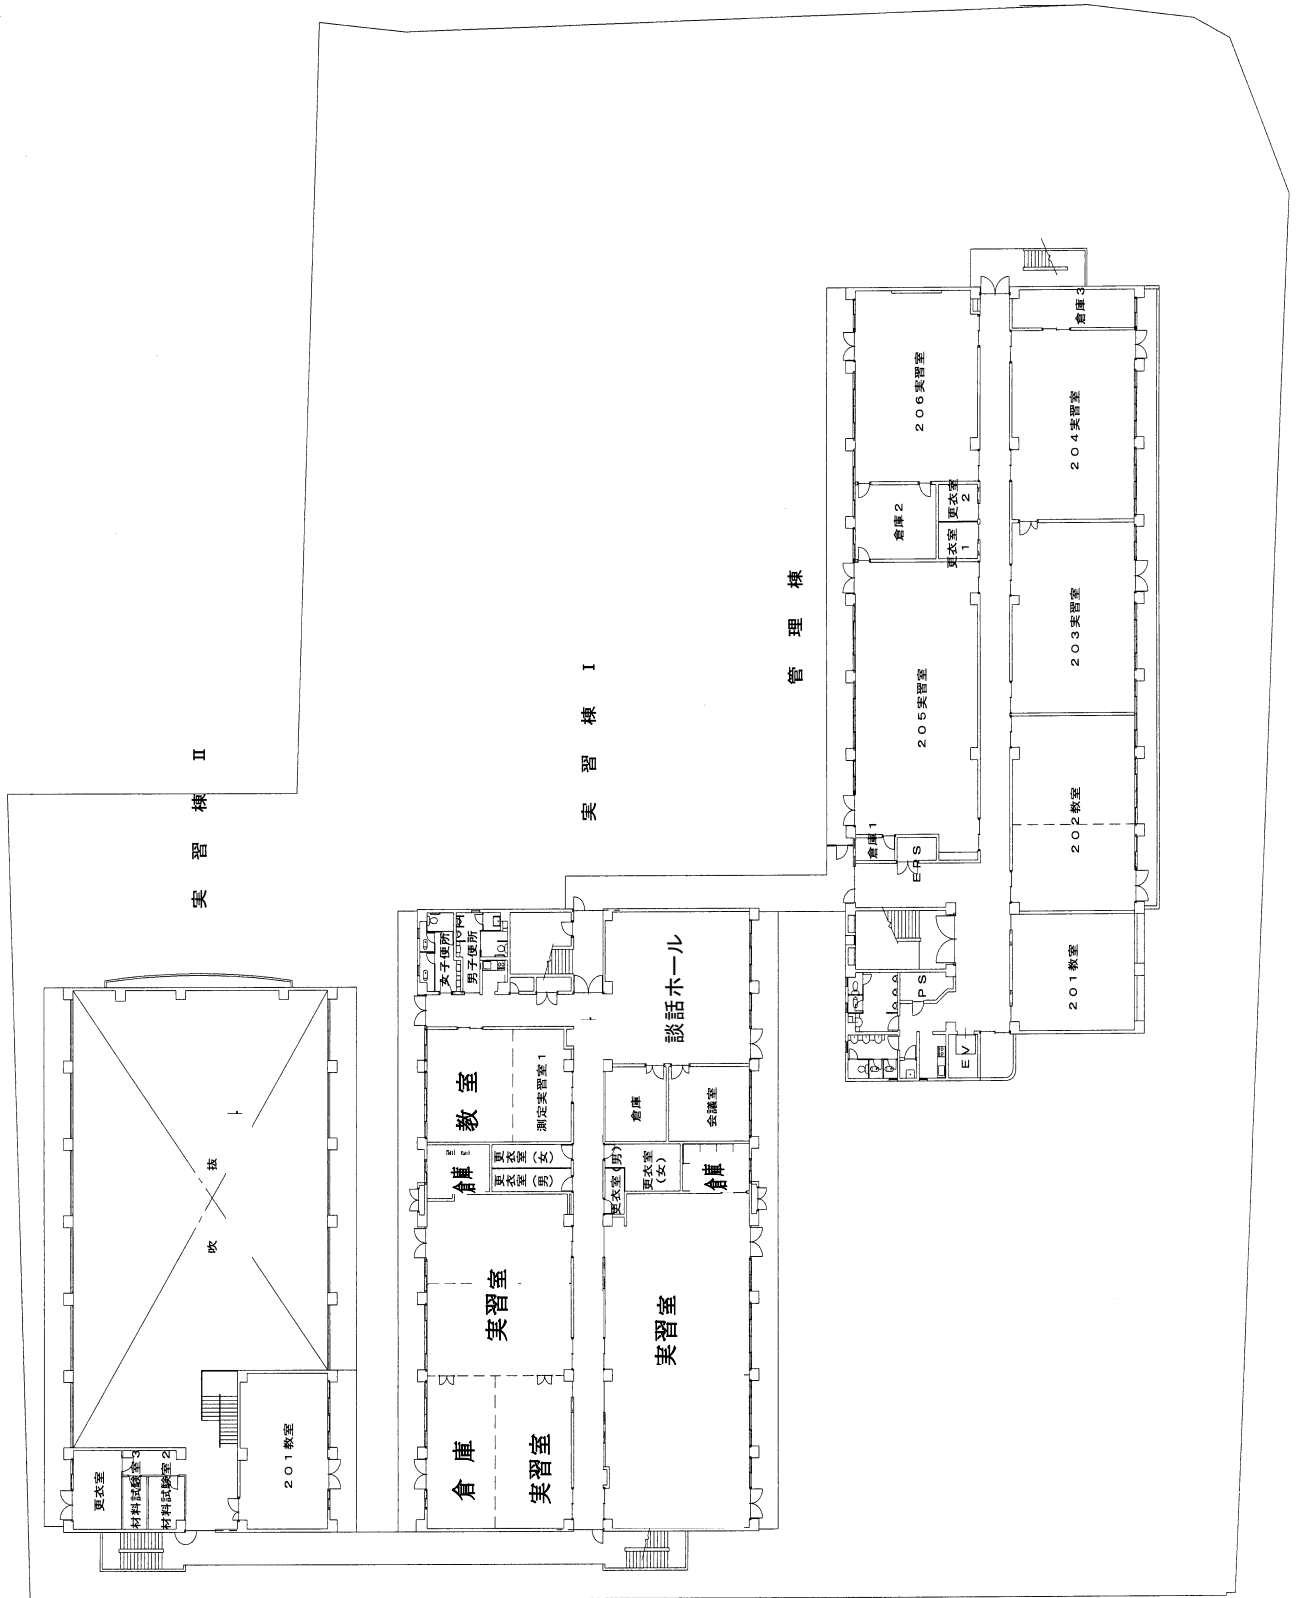 実習棟 Ⅱ
更衣室
材料試験室3
材料試験室2
201教室
吹抜
実習棟 Ⅰ
女子便所
男子便所
教室
測定実習室1
倉庫
更衣室
(女)
更衣室
(男)
実習室
倉庫
実習室
談話ホール
倉庫
会議室
更衣室(男)
更衣室
(女)
倉庫
実習室
管理棟
206実習室
倉庫2
更衣室
2
更衣室
1
205実習室
倉庫1
EPS
PS
EV
倉庫3
204実習室
203実習室
202教室
201教室